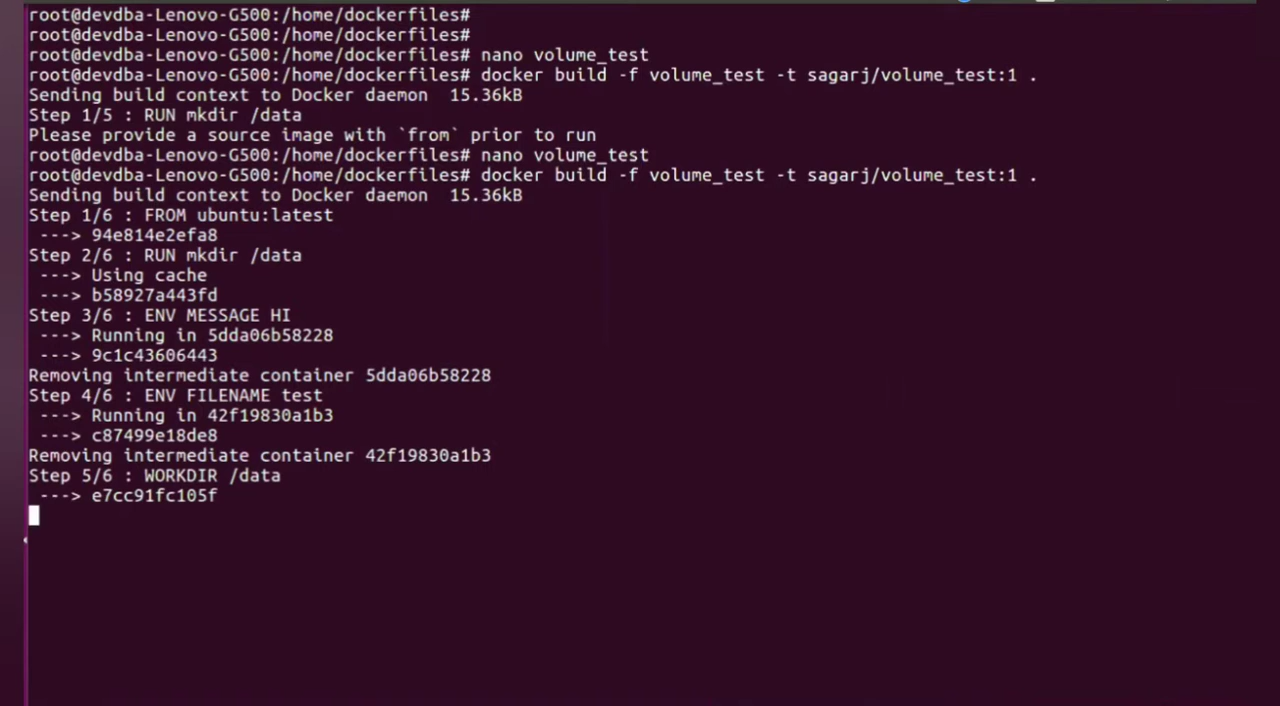 root@devdba-Lenovo-G500:/home/dockerfiles#
root@devdba-Lenovo-G500:/home/dockerfiles#
root@devdba-Lenovo-G500:/home/dockerfiles# nano volume_test
root@devdba-Lenovo-G500:/home/dockerfiles# docker build -f volume_test -t sagarj/volume_test:1 .
Sending build context to Docker daemon  15.36kB
Step 1/5 : RUN mkdir /data
Please provide a source image with `from` prior to run
root@devdba-Lenovo-G500:/home/dockerfiles# nano volume_test
root@devdba-Lenovo-G500:/home/dockerfiles# docker build -f volume_test -t sagarj/volume_test:1 .
Sending build context to Docker daemon  15.36kB
Step 1/6 : FROM ubuntu:latest
 ---> 94e814e2efa8
Step 2/6 : RUN mkdir /data
 ---> Using cache
 ---> b58927a443fd
Step 3/6 : ENV MESSAGE HI
 ---> Running in 5dda06b58228
 ---> 9c1c43606443
Removing intermediate container 5dda06b58228
Step 4/6 : ENV FILENAME test
 ---> Running in 42f19830a1b3
 ---> c87499e18de8
Removing intermediate container 42f19830a1b3
Step 5/6 : WORKDIR /data
 ---> e7cc91fc105f